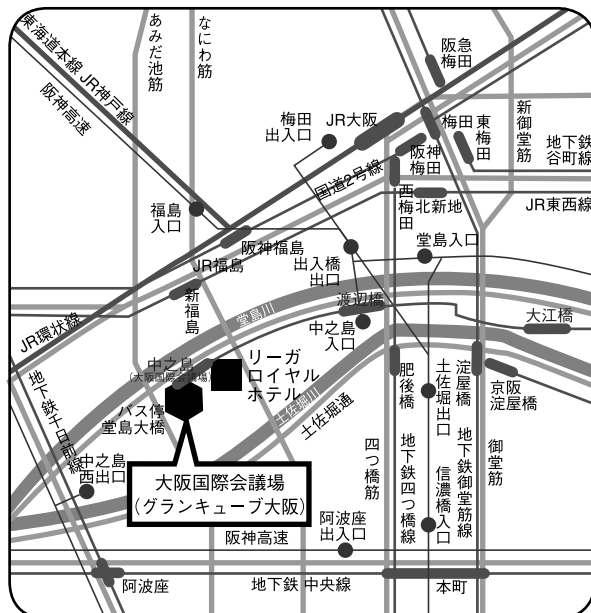 東海道本線 JR神戸線
阪神高速
あみだ池筋
なにわ筋
阪急
梅田
梅田
出入口
JR大阪
梅田
東梅田
新御堂筋
地下鉄
谷町線
阪神
梅田
国道2号線
西梅田
北新地
JR東西線
福島
入口
阪神福島
JR福島
新福島
出入橋
出口
堂島入口
堂島川
渡辺橋
中之島
入口
大江橋
JR環状線
中之島
(大阪国際会議場)
リーガ
ロイヤル
ホテル
バス停
堂島大橋
土佐堀川
土佐堀通
肥後橋
土佐堀出口
淀屋橋
京阪
淀屋橋
地下鉄千日前線
中之島
西出口
大阪国際会議場
(グランキューブ大阪)
四つ橋筋
地下鉄四つ橋線
信濃橋入口
地下鉄御堂筋線
御堂筋
阪神高速
阿波座
出入口
阿波座
地下鉄 中央線
本町